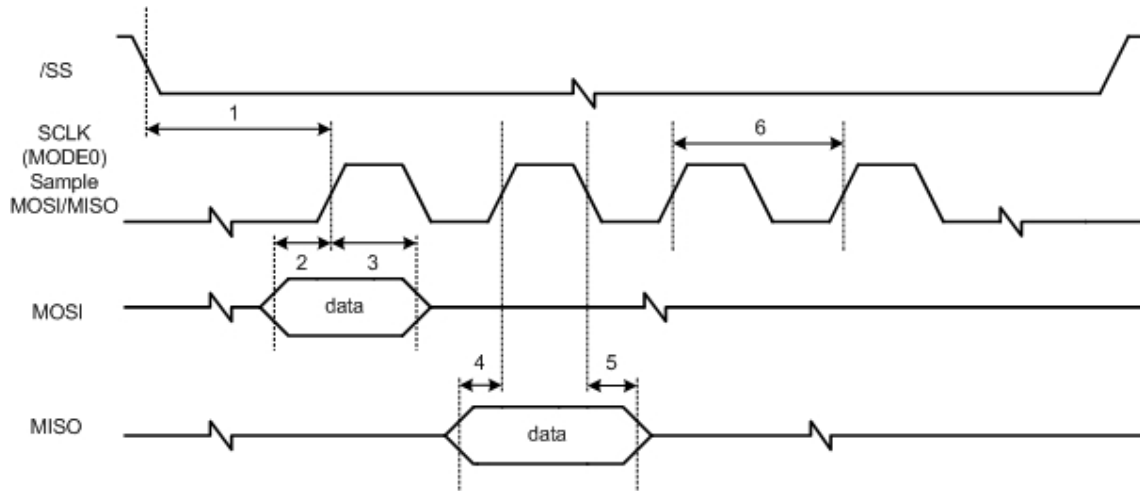 /SS
1
SCLK
(MODE0)
Sample
MOSI/MISO
6
2 3
MOSI
data
4 5
MISO
data